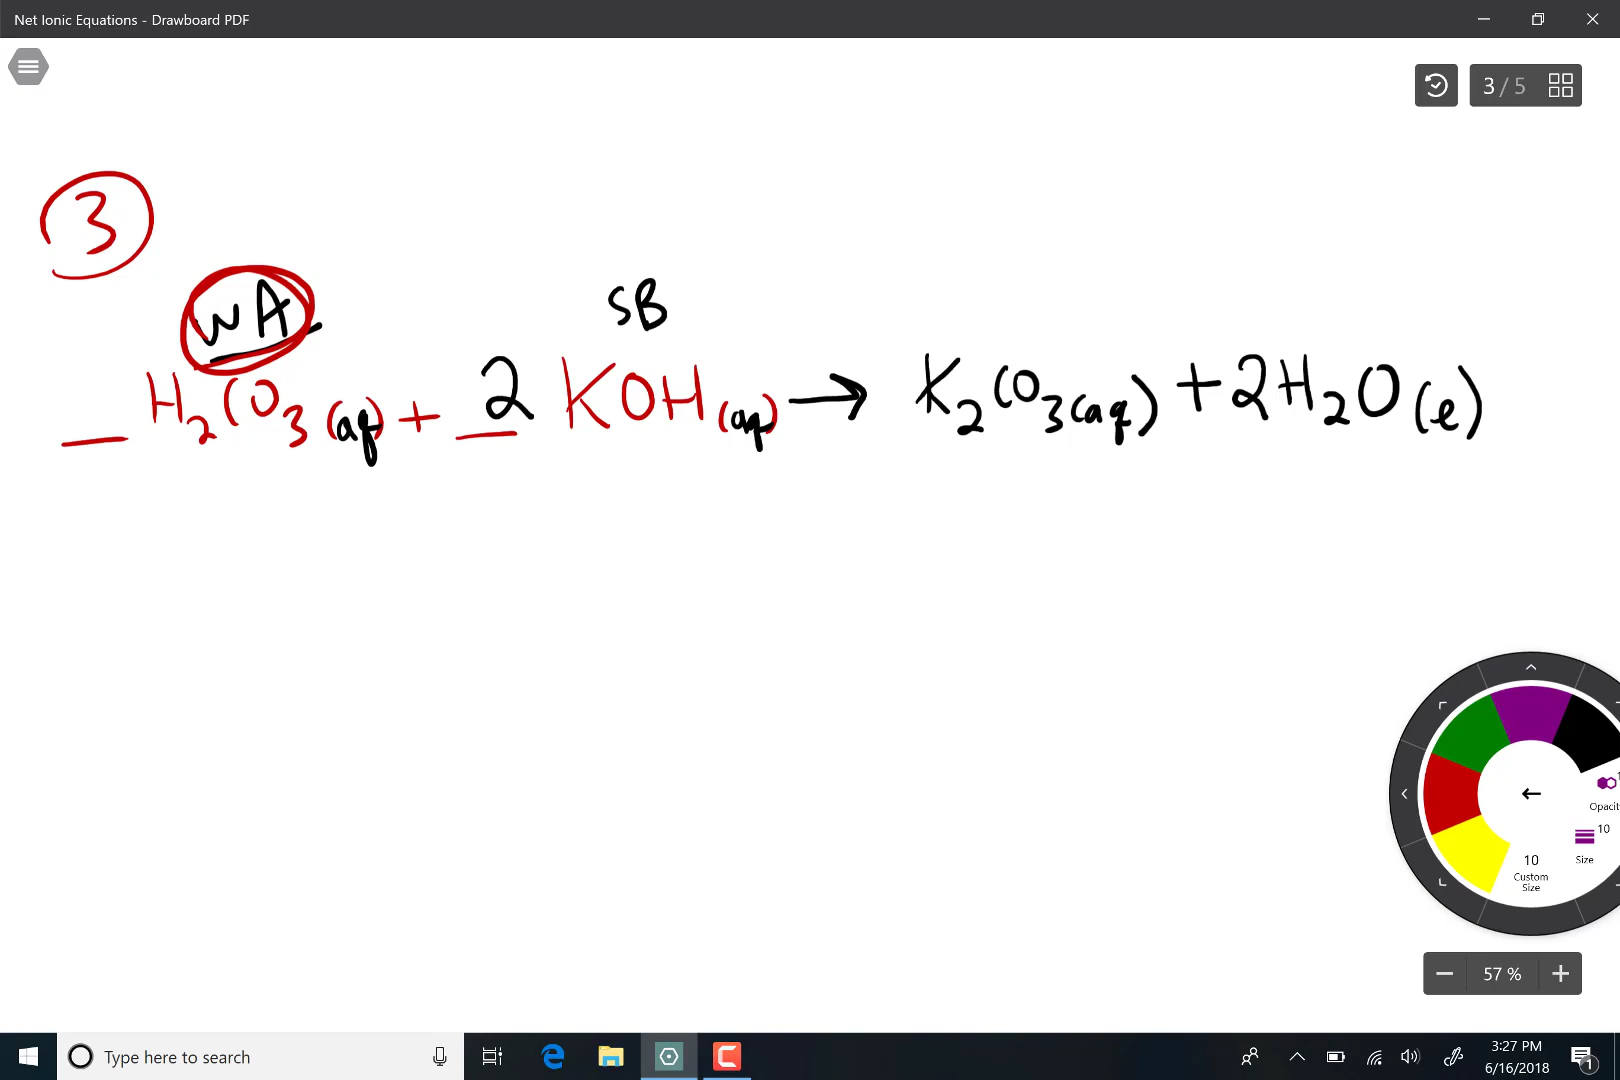 Net Ionic Equations - Drawboard PDF
3 / 5
3
WA SB
_ H₂CO₃(aq) + _2 KOH(aq) → K₂CO₃(aq) + 2H₂O(l)
Opacit
10
Size
10
Custom
Size
57 %
Type here to search
3:27 PM
6/16/2018
1